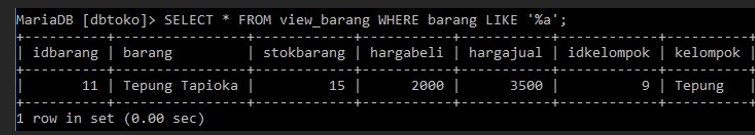 MariaDB [dbtoko]> SELECT * FROM view_barang WHERE barang LIKE '%a';
+----------+----------------+------------+-----------+-----------+------------+----------+
| idbarang | barang         | stokbarang | hargabeli | hargajual | idkelompok | kelompok |
+----------+----------------+------------+-----------+-----------+------------+----------+
|       11 | Tepung Tapioka |         15 |      2000 |      3500 |          9 | Tepung   |
+----------+----------------+------------+-----------+-----------+------------+----------+
1 row in set (0.00 sec)